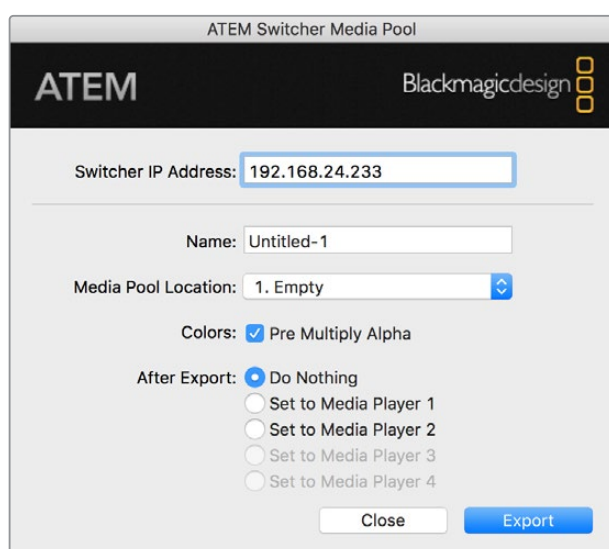 ATEM Switcher Media Pool
ATEM
Blackmagicdesign
Switcher IP Address: 192.168.24.233
Name: Untitled-1
Media Pool Location: 1. Empty
Colors: Pre Multiply Alpha
After Export: Do Nothing
Set to Media Player 1
Set to Media Player 2
Set to Media Player 3
Set to Media Player 4
Close Export